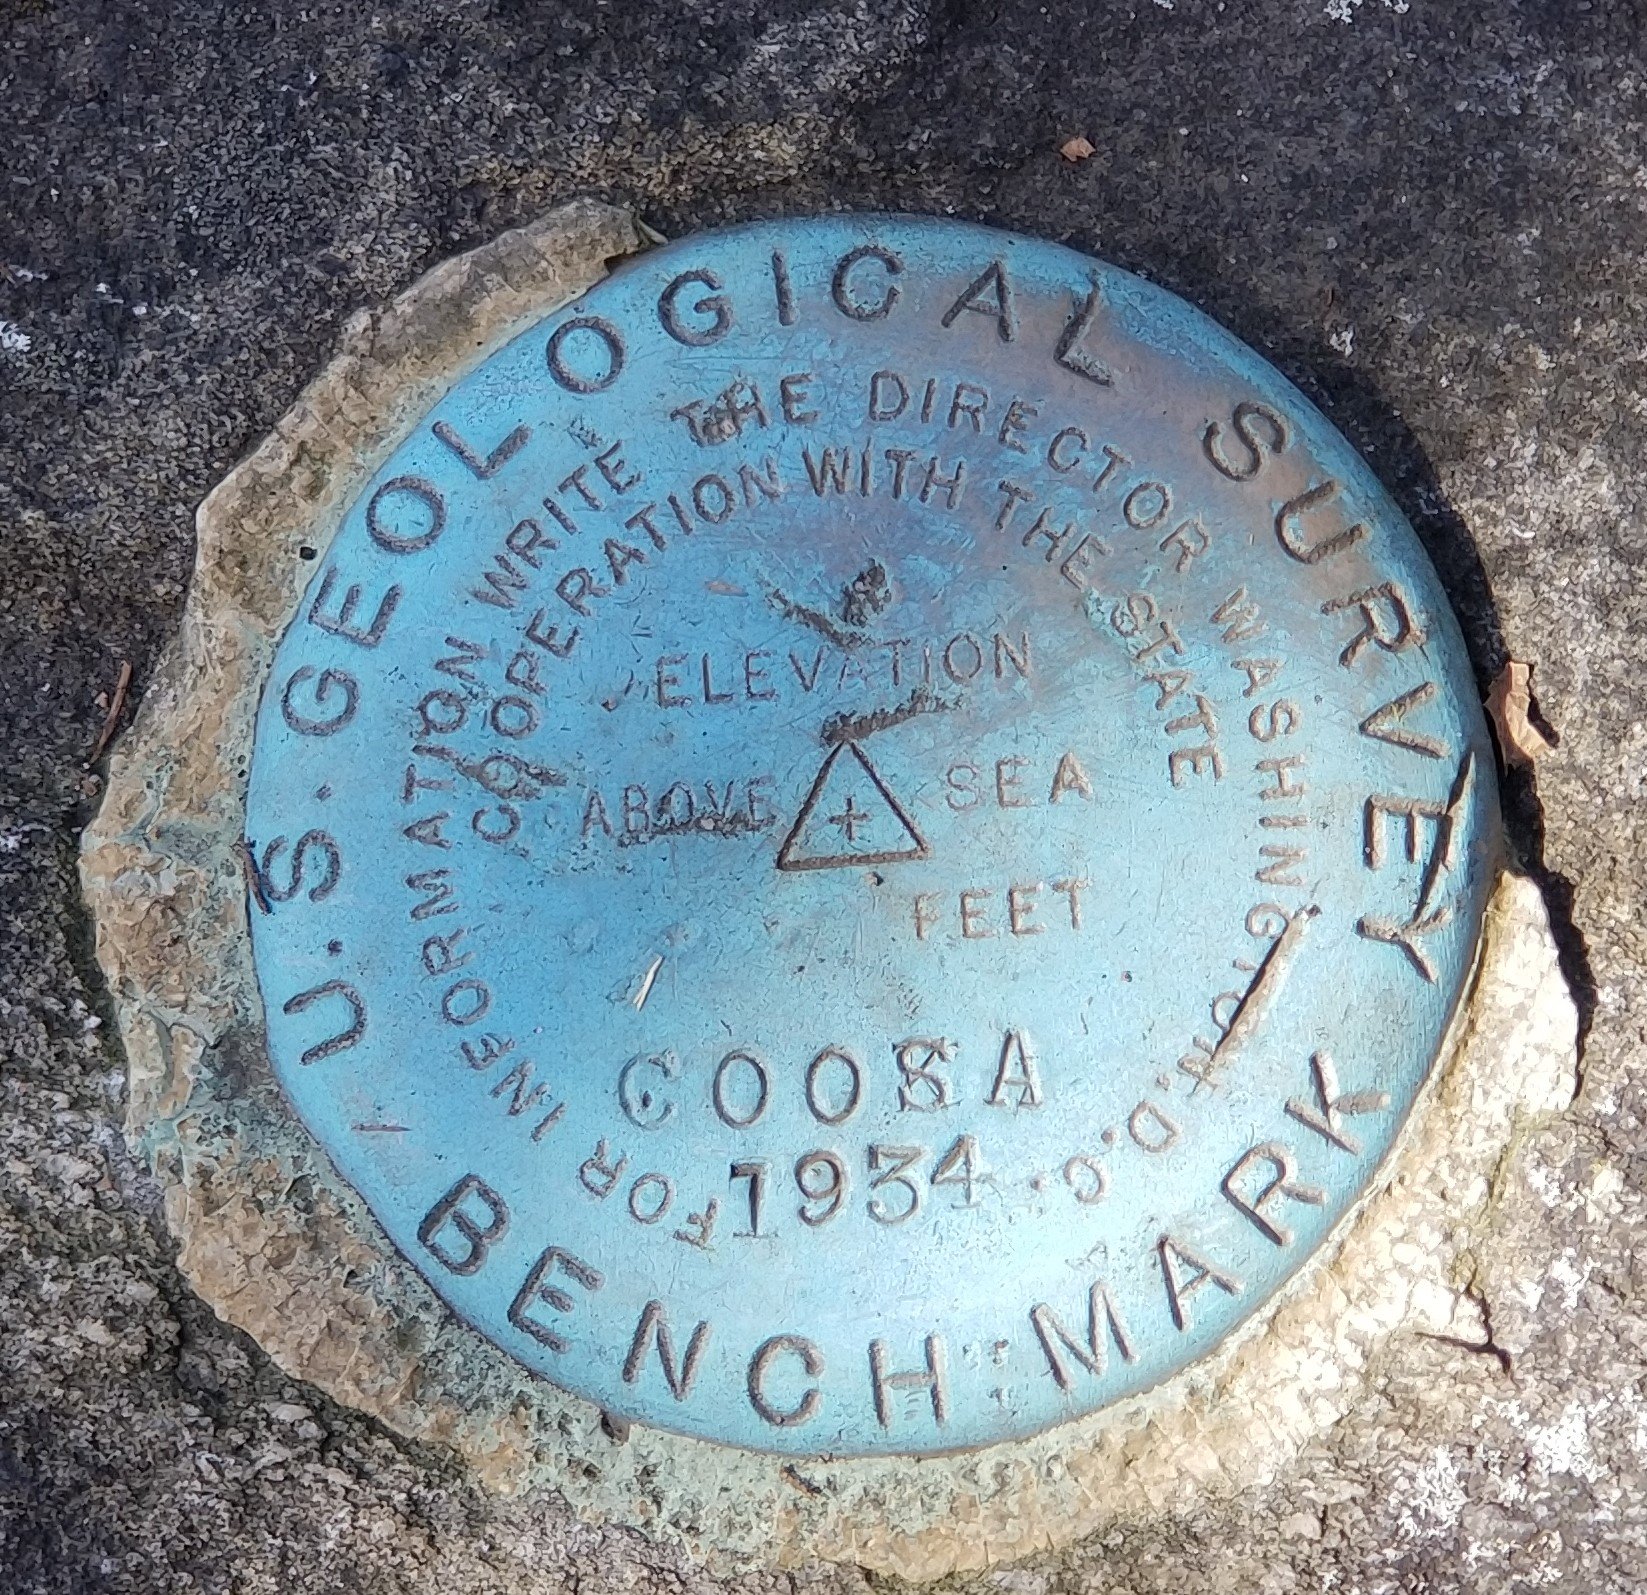 U.S. GEOLOGICAL SURVEY
BENCH MARK
FOR INFORMATION WRITE THE DIRECTOR WASHINGTON, D.C.
COOPERATION WITH THE STATE
ELEVATION
ABOVE SEA
FEET
COOSA
1934